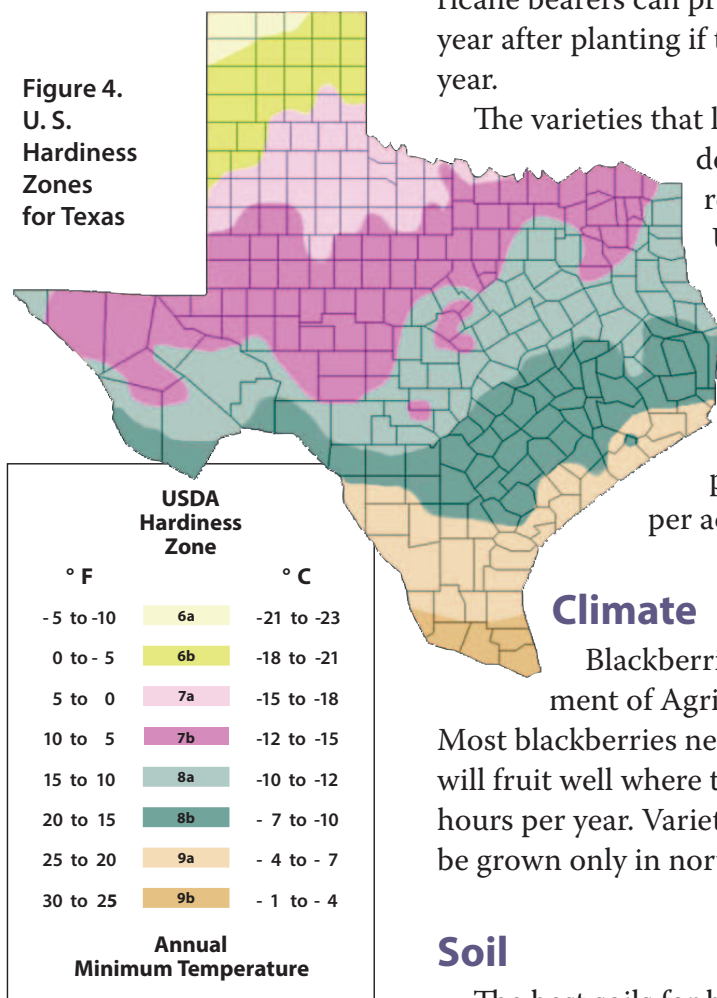 ricane bearers can pr
year after planting if t
year.
The varieties that l
Figure 4.
U. S.
Hardiness
Zones
for Texas
per ac
USDA
Hardiness
Zone
° F ° C
- 5 to -10 6a -21 to -23
0 to - 5 6b -18 to -21
5 to 0 7a -15 to -18
10 to 5 7b -12 to -15
15 to 10 8a -10 to -12
20 to 15 8b - 7 to -10
25 to 20 9a - 4 to - 7
30 to 25 9b - 1 to - 4
Annual
Minimum Temperature
Climate
Blackberri
ment of Agri
Most blackberries ne
will fruit well where t
hours per year. Variet
be grown only in nor
Soil